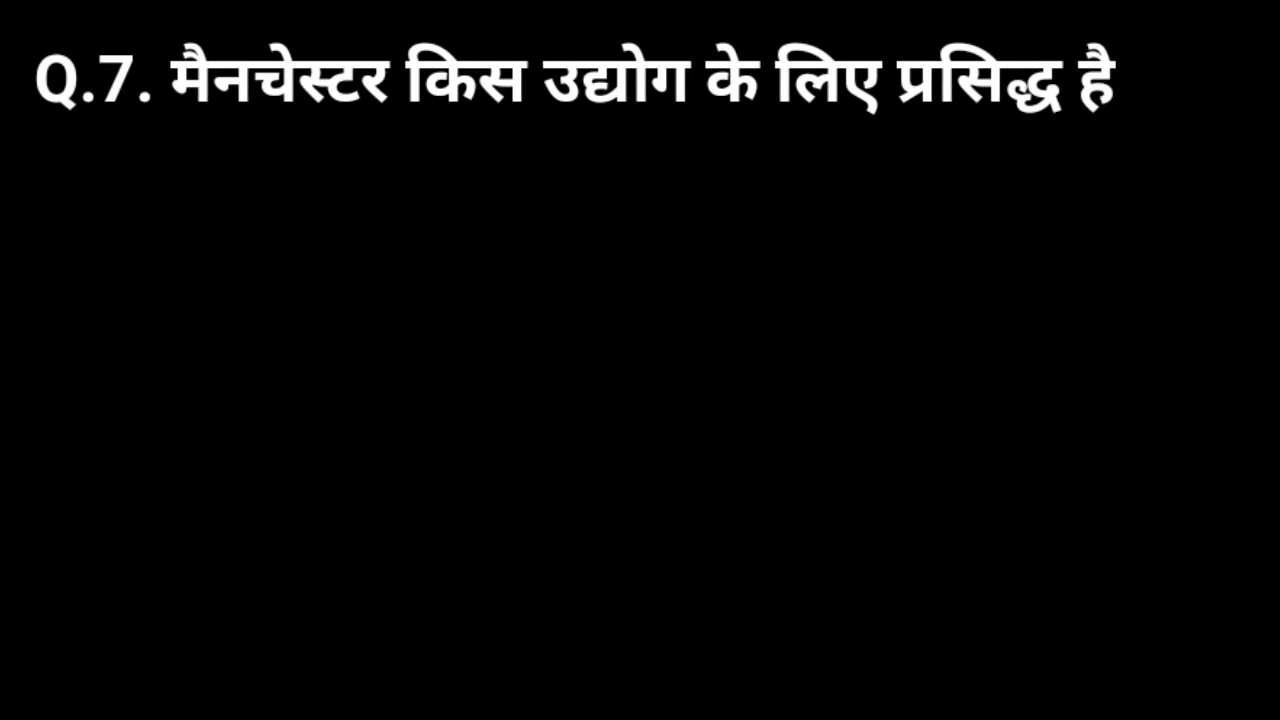 Q.7. मैनचेस्टर किस उद्योग के लिए प्रसिद्ध है